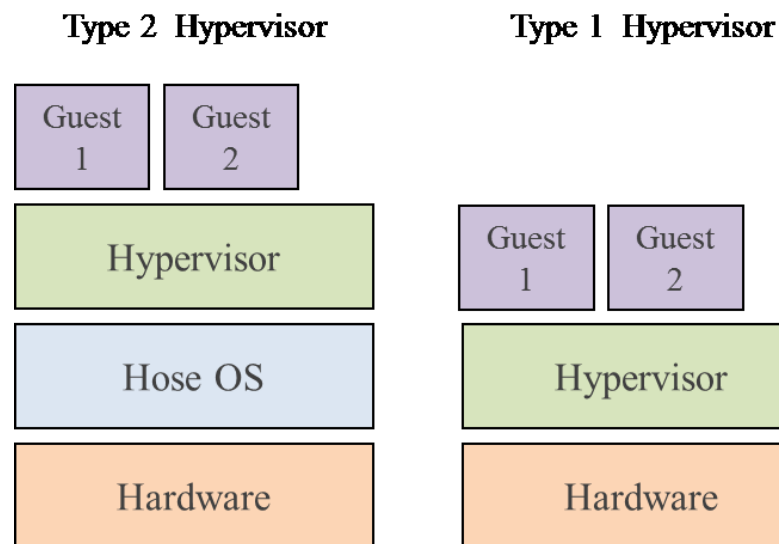 Type 2 Hypervisor
Guest
1
Guest
2
Hypervisor
Hose OS
Hardware
Type 1 Hypervisor
Guest
1
Guest
2
Hypervisor
Hardware